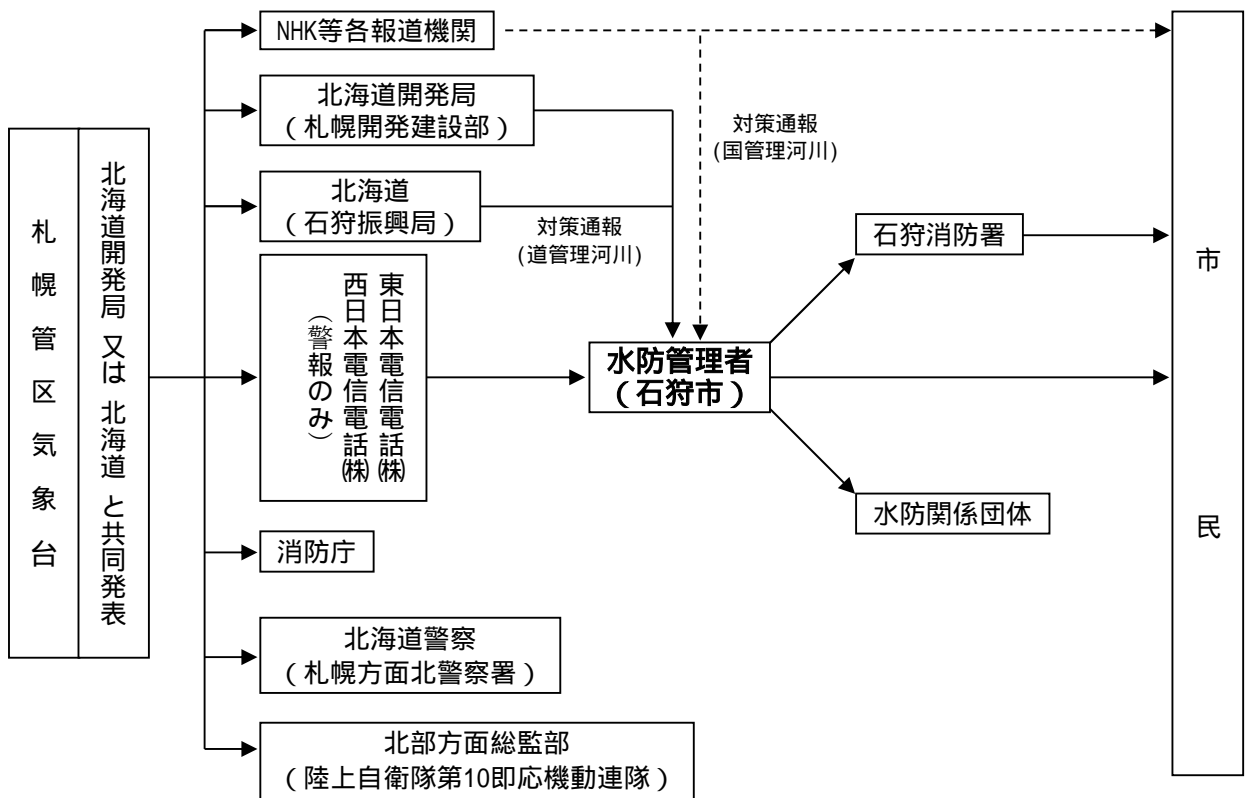 札幌管区気象台
北海道開発局 又は 北海道 と共同発表
NHK等各報道機関
北海道開発局
（札幌開発建設部）
北海道
（石狩振興局）
東日本電信電話㈱
西日本電信電話㈱
（警報のみ）
消防庁
北海道警察
（札幌方面北警察署）
北部方面総監部
（陸上自衛隊第10即応機動連隊）
対策通報
(国管理河川)
対策通報
(道管理河川)
水防管理者
（石狩市）
石狩消防署
水防関係団体
市民